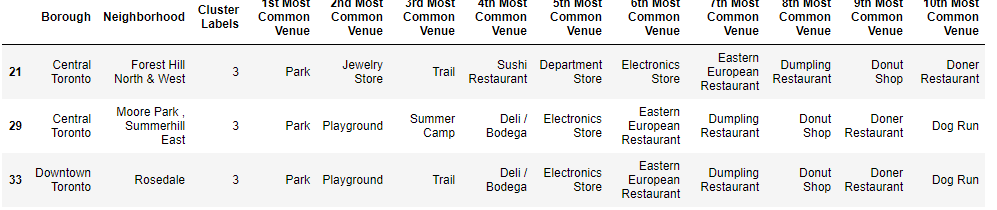 Borough Neighborhood Cluster Labels 1st Most Common Venue 2nd Most Common Venue 3rd Most Common Venue 4th Most Common Venue 5th Most Common Venue 6th Most Common Venue 7th Most Common Venue 8th Most Common Venue 9th Most Common Venue 10th Most Common Venue
21 Central Toronto Forest Hill North & West 3 Park Jewelry Store Trail Sushi Restaurant Department Store Electronics Store Eastern European Restaurant Dumpling Restaurant Donut Shop Doner Restaurant
29 Central Toronto Moore Park , Summerhill East 3 Park Playground Summer Camp Deli / Bodega Electronics Store Eastern European Restaurant Dumpling Restaurant Donut Shop Doner Restaurant Dog Run
33 Downtown Toronto Rosedale 3 Park Playground Trail Deli / Bodega Electronics Store Eastern European Restaurant Dumpling Restaurant Donut Shop Doner Restaurant Dog Run